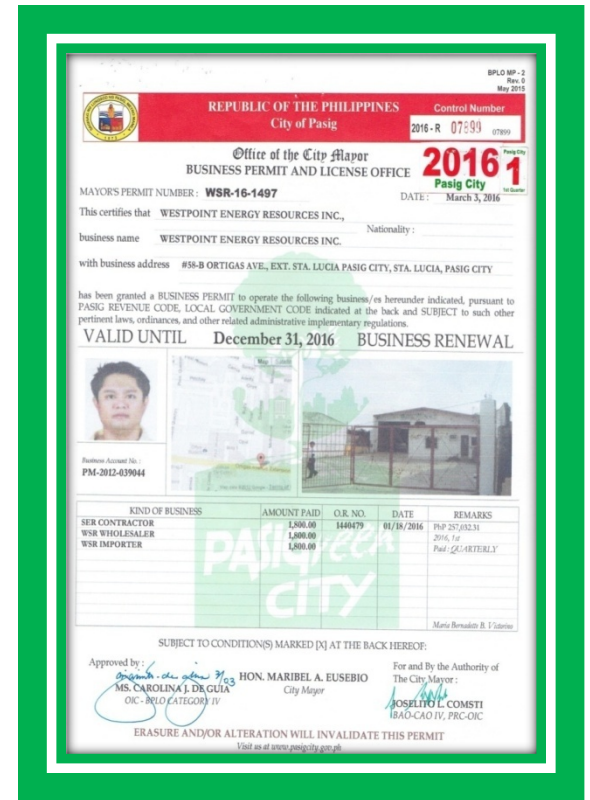 BPLO MP - 2
Rev. 0
May 2015
REPUBLIC OF THE PHILIPPINES
City of Pasig
Control Number
2016 - R 07899 07899
Office of the City Mayor
BUSINESS PERMIT AND LICENSE OFFICE
2016 1
Pasig City
Pasig City
1st Quarter
MAYOR'S PERMIT NUMBER : WSR-16-1497
DATE : March 3, 2016
This certifies that WESTPOINT ENERGY RESOURCES INC.,
Nationality :
business name WESTPOINT ENERGY RESOURCES INC.
with business address #58-B ORTIGAS AVE., EXT. STA. LUCIA PASIG CITY, STA. LUCIA, PASIG CITY
has been granted a BUSINESS PERMIT to operate the following business/es hereunder indicated, pursuant to
PASIG REVENUE CODE, LOCAL GOVERNMENT CODE indicated at the back and SUBJECT to such other
pertinent laws, ordinances, and other related administrative implementary regulations.
VALID UNTIL December 31, 2016 BUSINESS RENEWAL
Business Account No. :
PM-2012-039044
KIND OF BUSINESS AMOUNT PAID O.R. NO. DATE REMARKS
SER CONTRACTOR 1,800.00 1440479 01/18/2016 PhP 257,032.31
WSR WHOLESALER 1,800.00 2016, 1st
WSR IMPORTER 1,800.00 Paid : QUARTERLY
PASIGreen
CITY
Maria Bernadette B. Victorino
SUBJECT TO CONDITION(S) MARKED [X] AT THE BACK HEREOF:
Approved by :
MS. CAROLINA J. DE GUIA
OIC - BPLO CATEGORY IV
HON. MARIBEL A. EUSEBIO
City Mayor
For and By the Authority of
The City Mayor :
JOSELITO L. COMSTI
BAO-CAO IV, PRC-OIC
ERASURE AND/OR ALTERATION WILL INVALIDATE THIS PERMIT
Visit us at www.pasigcity.gov.ph